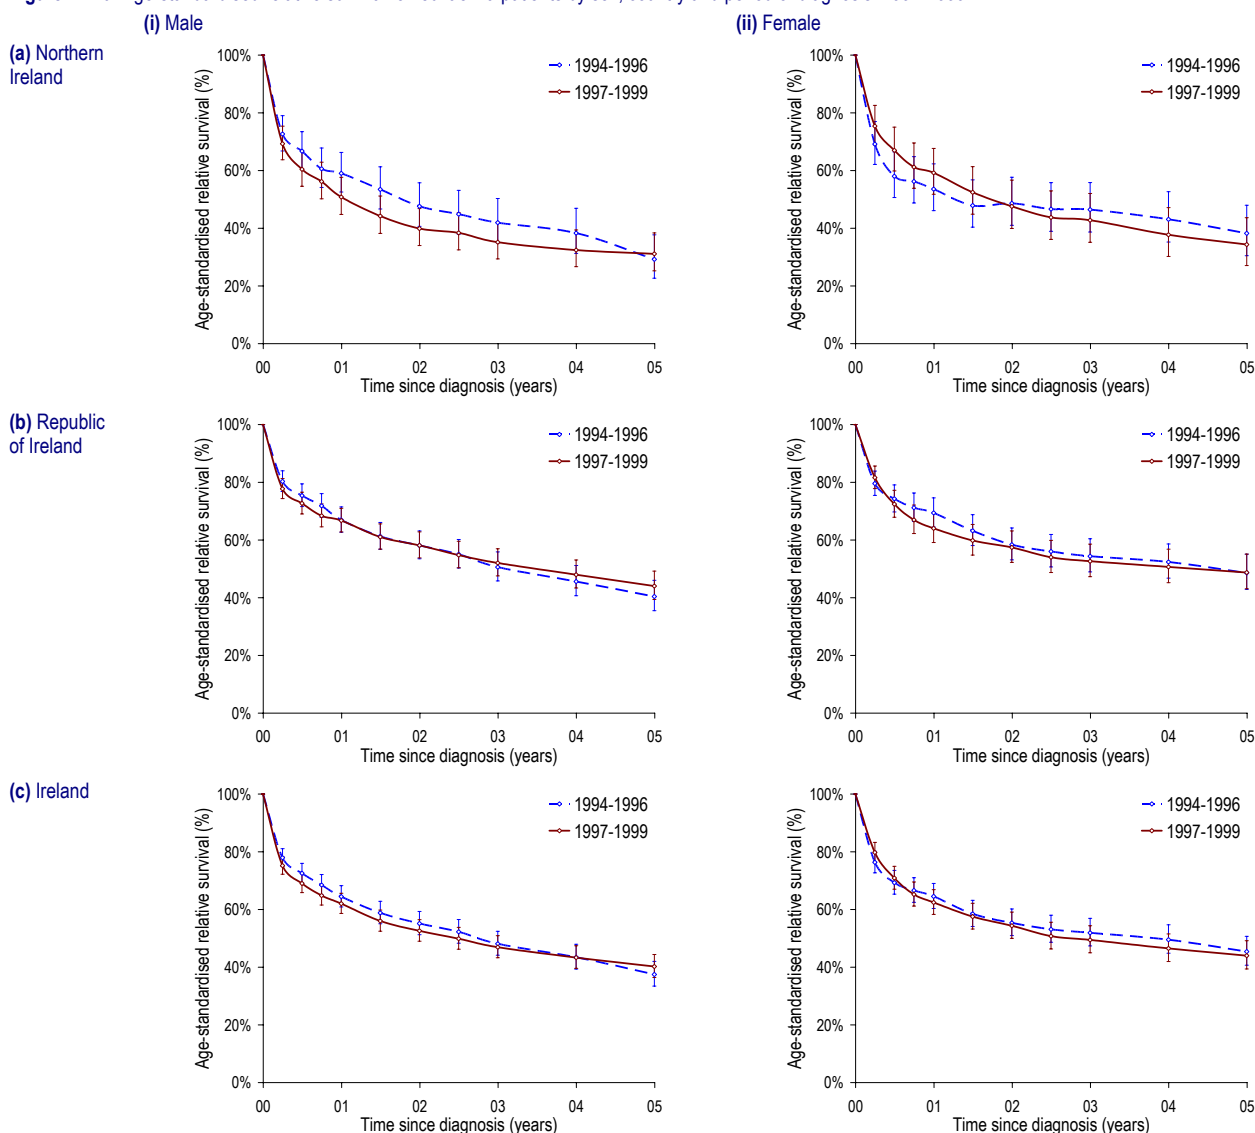 (i) Male
(ii) Female
(a) Northern
Ireland
Age-standardised relative survival (%)
100%
80%
60%
40%
20%
0%
00 01 02 03 04 05
Time since diagnosis (years)
1994-1996
1997-1999
Age-standardised relative survival (%)
100%
80%
60%
40%
20%
0%
00 01 02 03 04 05
Time since diagnosis (years)
1994-1996
1997-1999
(b) Republic
of Ireland
Age-standardised relative survival (%)
100%
80%
60%
40%
20%
0%
00 01 02 03 04 05
Time since diagnosis (years)
1994-1996
1997-1999
Age-standardised relative survival (%)
100%
80%
60%
40%
20%
0%
00 01 02 03 04 05
Time since diagnosis (years)
1994-1996
1997-1999
(c) Ireland
Age-standardised relative survival (%)
100%
80%
60%
40%
20%
0%
00 01 02 03 04 05
Time since diagnosis (years)
1994-1996
1997-1999
Age-standardised relative survival (%)
100%
80%
60%
40%
20%
0%
00 01 02 03 04 05
Time since diagnosis (years)
1994-1996
1997-1999